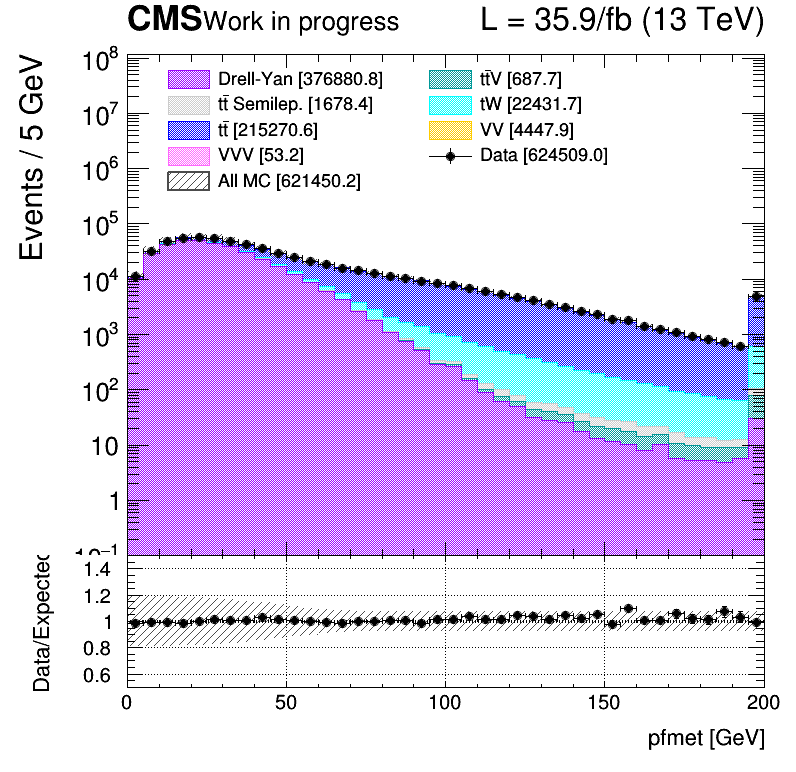 CMS Work in progress L = 35.9/fb (13 TeV)
Events / 5 GeV
10⁸
10⁷
10⁶
10⁵
10⁴
10³
10²
10
1
10⁻¹
Drell-Yan [376880.8]
tt̄ Semilep. [1678.4]
tt̄ [215270.6]
VVV [53.2]
All MC [621450.2]
tt̄V [687.7]
tW [22431.7]
VV [4447.9]
Data [624509.0]
Data/Expected
1.4
1.2
1
0.8
0.6
0 50 100 150 200
pfmet [GeV]